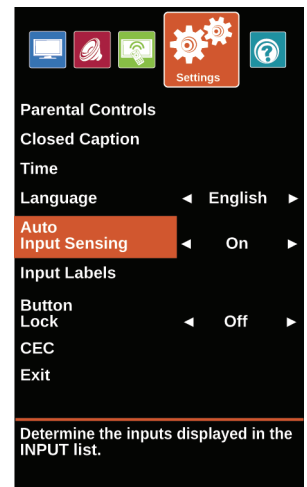 Settings
Parental Controls
Closed Caption
Time
Language ◄ English ►
Auto
Input Sensing ◄ On ►
Input Labels
Button
Lock ◄ Off ►
CEC
Exit
Determine the inputs displayed in the
INPUT list.